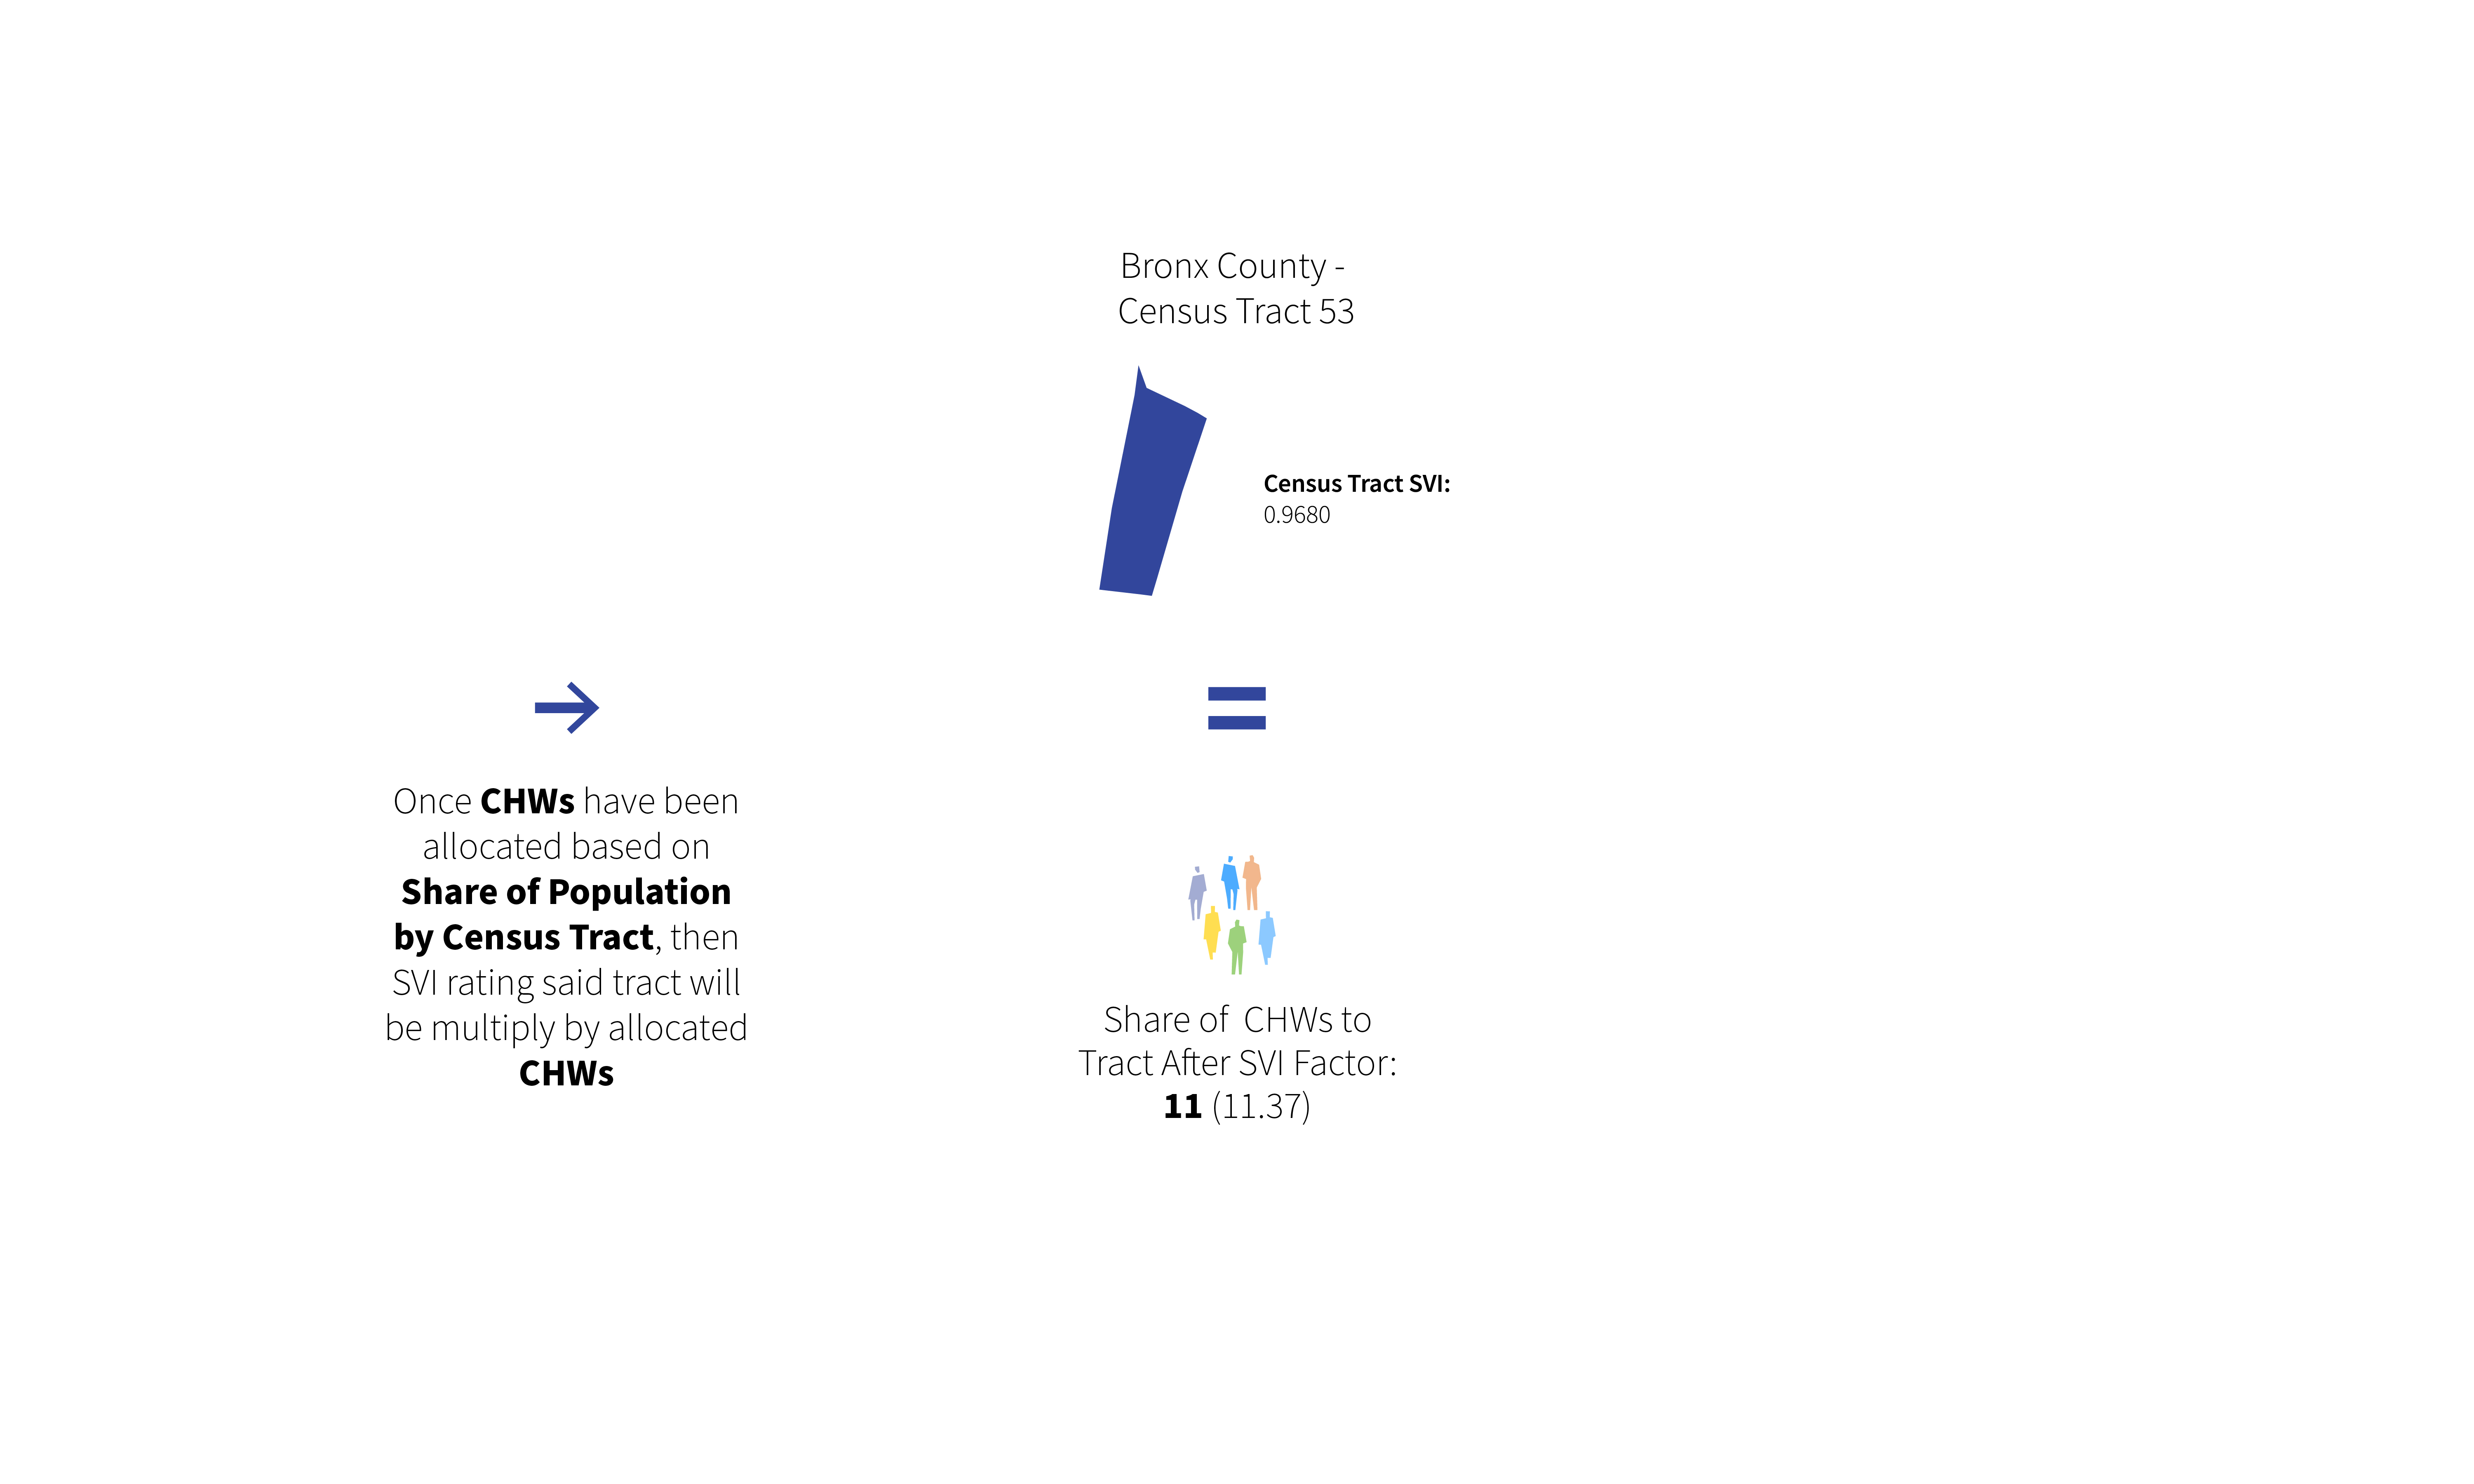 Bronx County -
Census Tract 53
Census Tract SVI:
0.9680
Once CHWs have been
allocated based on
Share of Population
by Census Tract, then
SVI rating said tract will
be multiply by allocated
CHWs
Share of  CHWs to
Tract After SVI Factor:
11 (11.37)